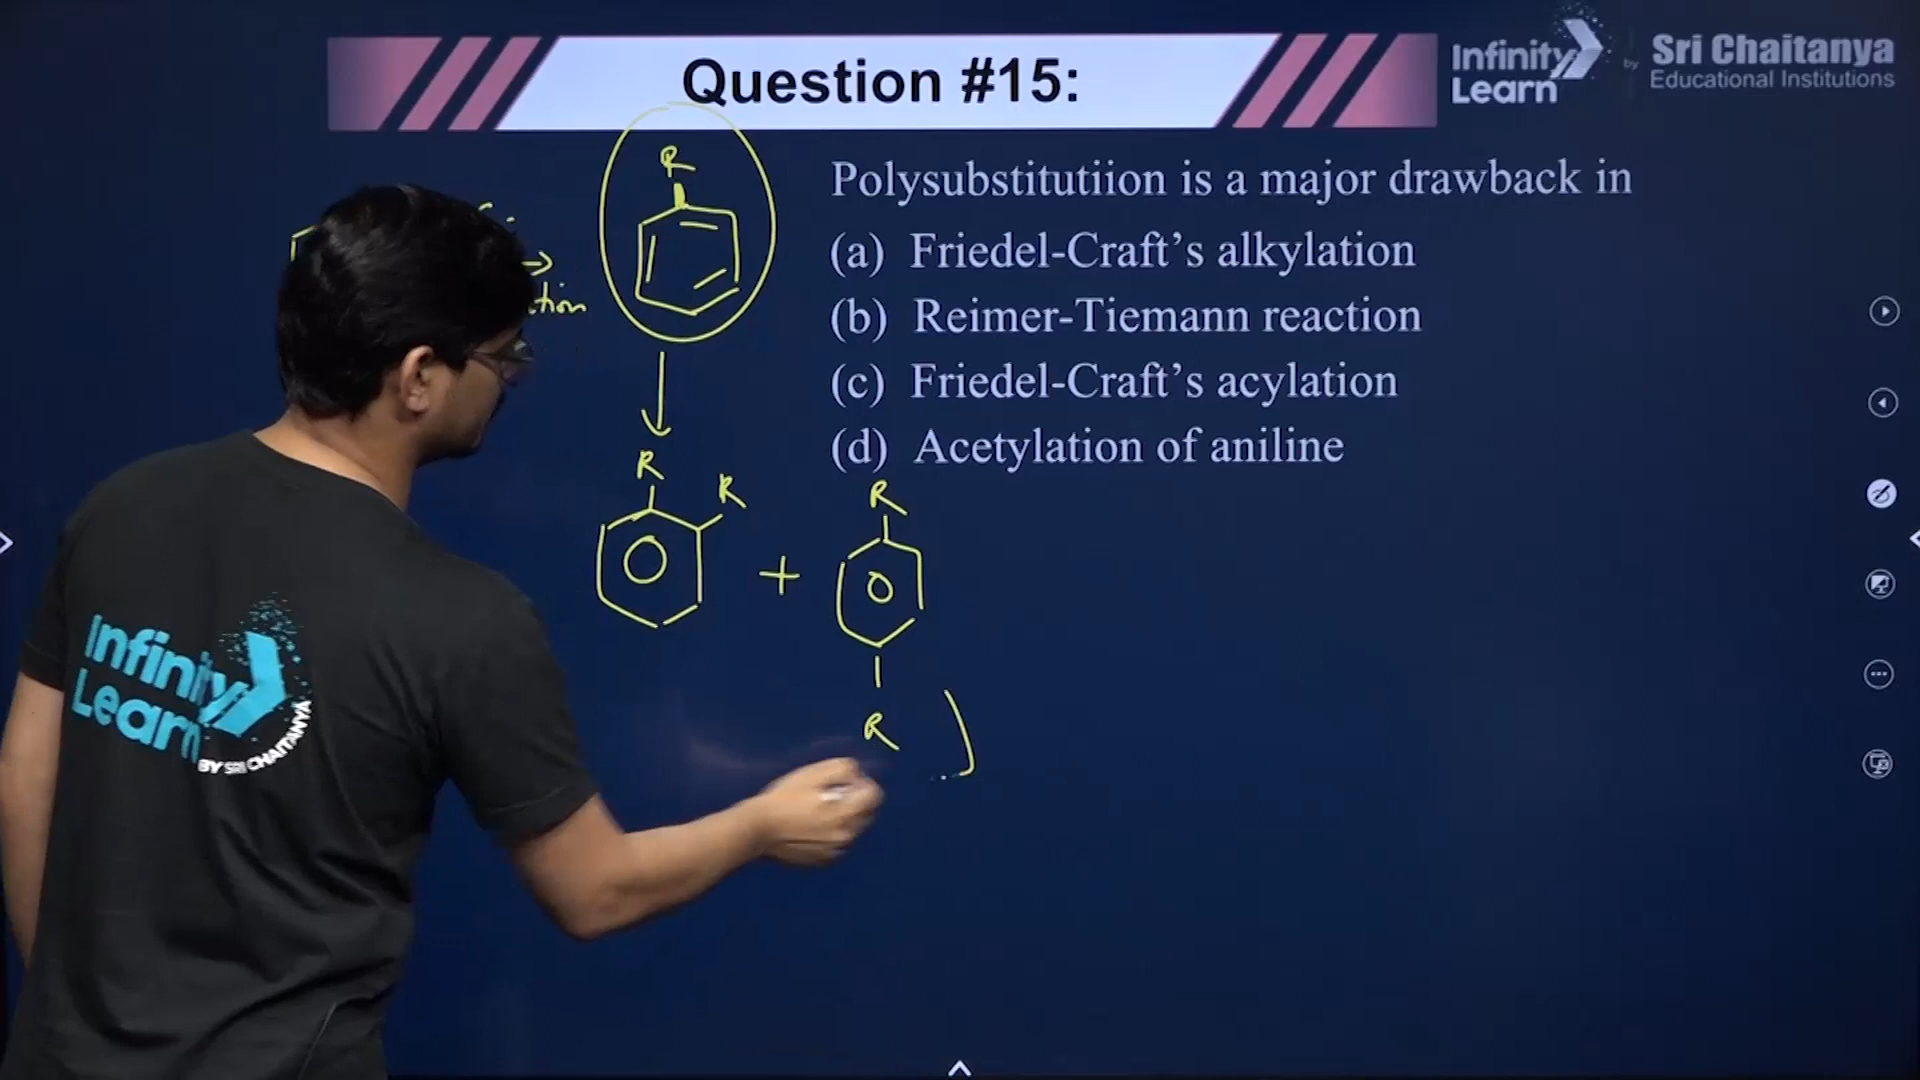 Question #15:
Infinity
Learn
by
Sri Chaitanya
Educational Institutions
Polysubstitutiion is a major drawback in
(a) Friedel-Craft's alkylation
(b) Reimer-Tiemann reaction
(c) Friedel-Craft's acylation
(d) Acetylation of aniline
R
R
R
+
R
R
Infinity
Learn
BY SRI CHAITANYA